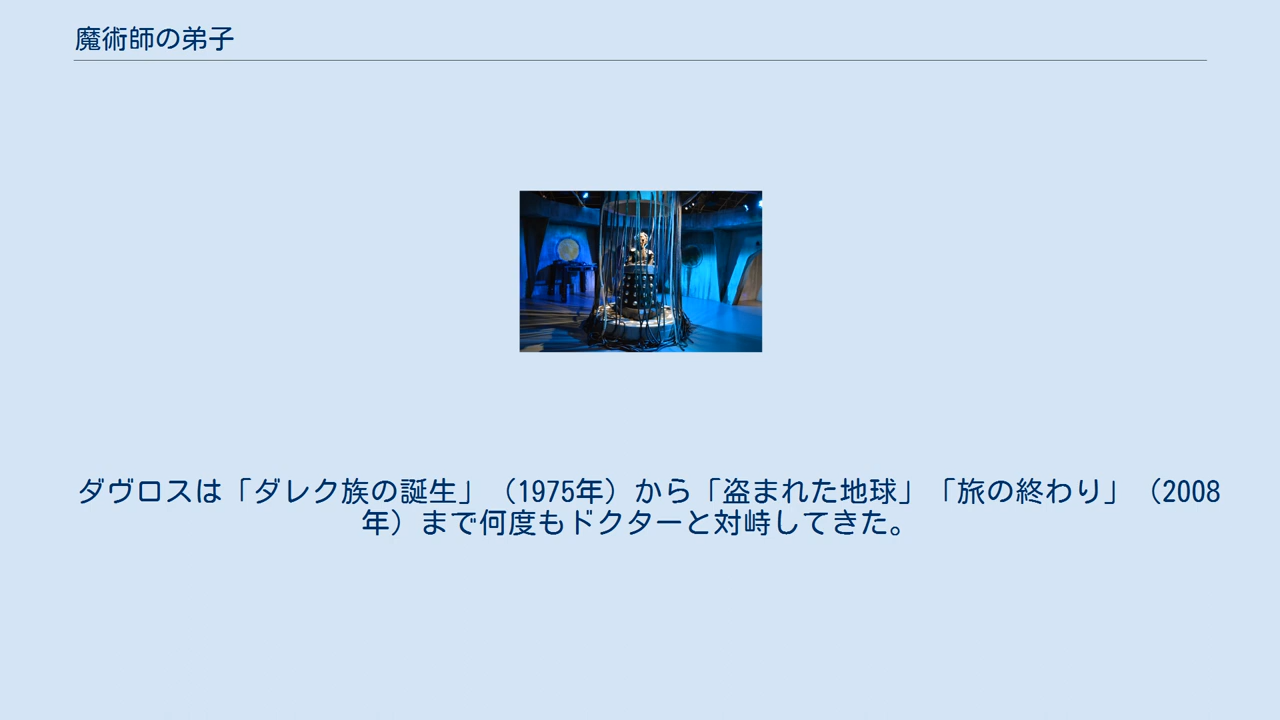 魔術師の弟子
ダヴロスは「ダレク族の誕生」（1975年）から「盗まれた地球」「旅の終わり」（2008
年）まで何度もドクターと対峙してきた。